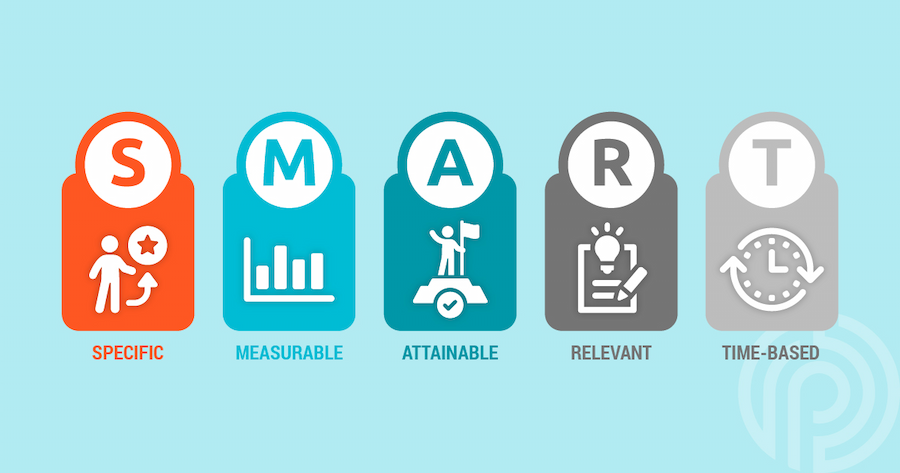 S M A R T
SPECIFIC MEASURABLE ATTAINABLE RELEVANT TIME-BASED